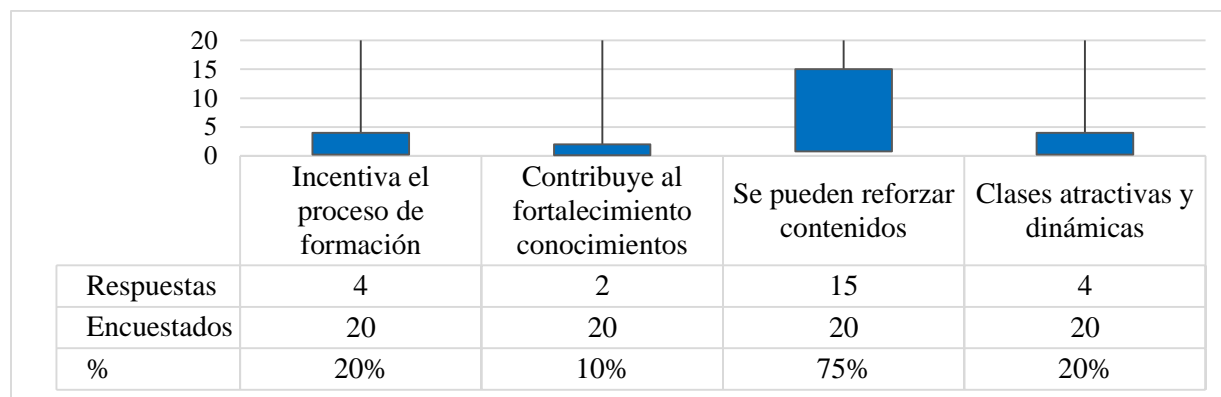 20
15
10
5
0
Incentiva el
proceso de
formación
Contribuye al
fortalecimiento
conocimientos
Se pueden reforzar
contenidos
Clases atractivas y
dinámicas
Respuestas 4 2 15 4
Encuestados 20 20 20 20
% 20% 10% 75% 20%